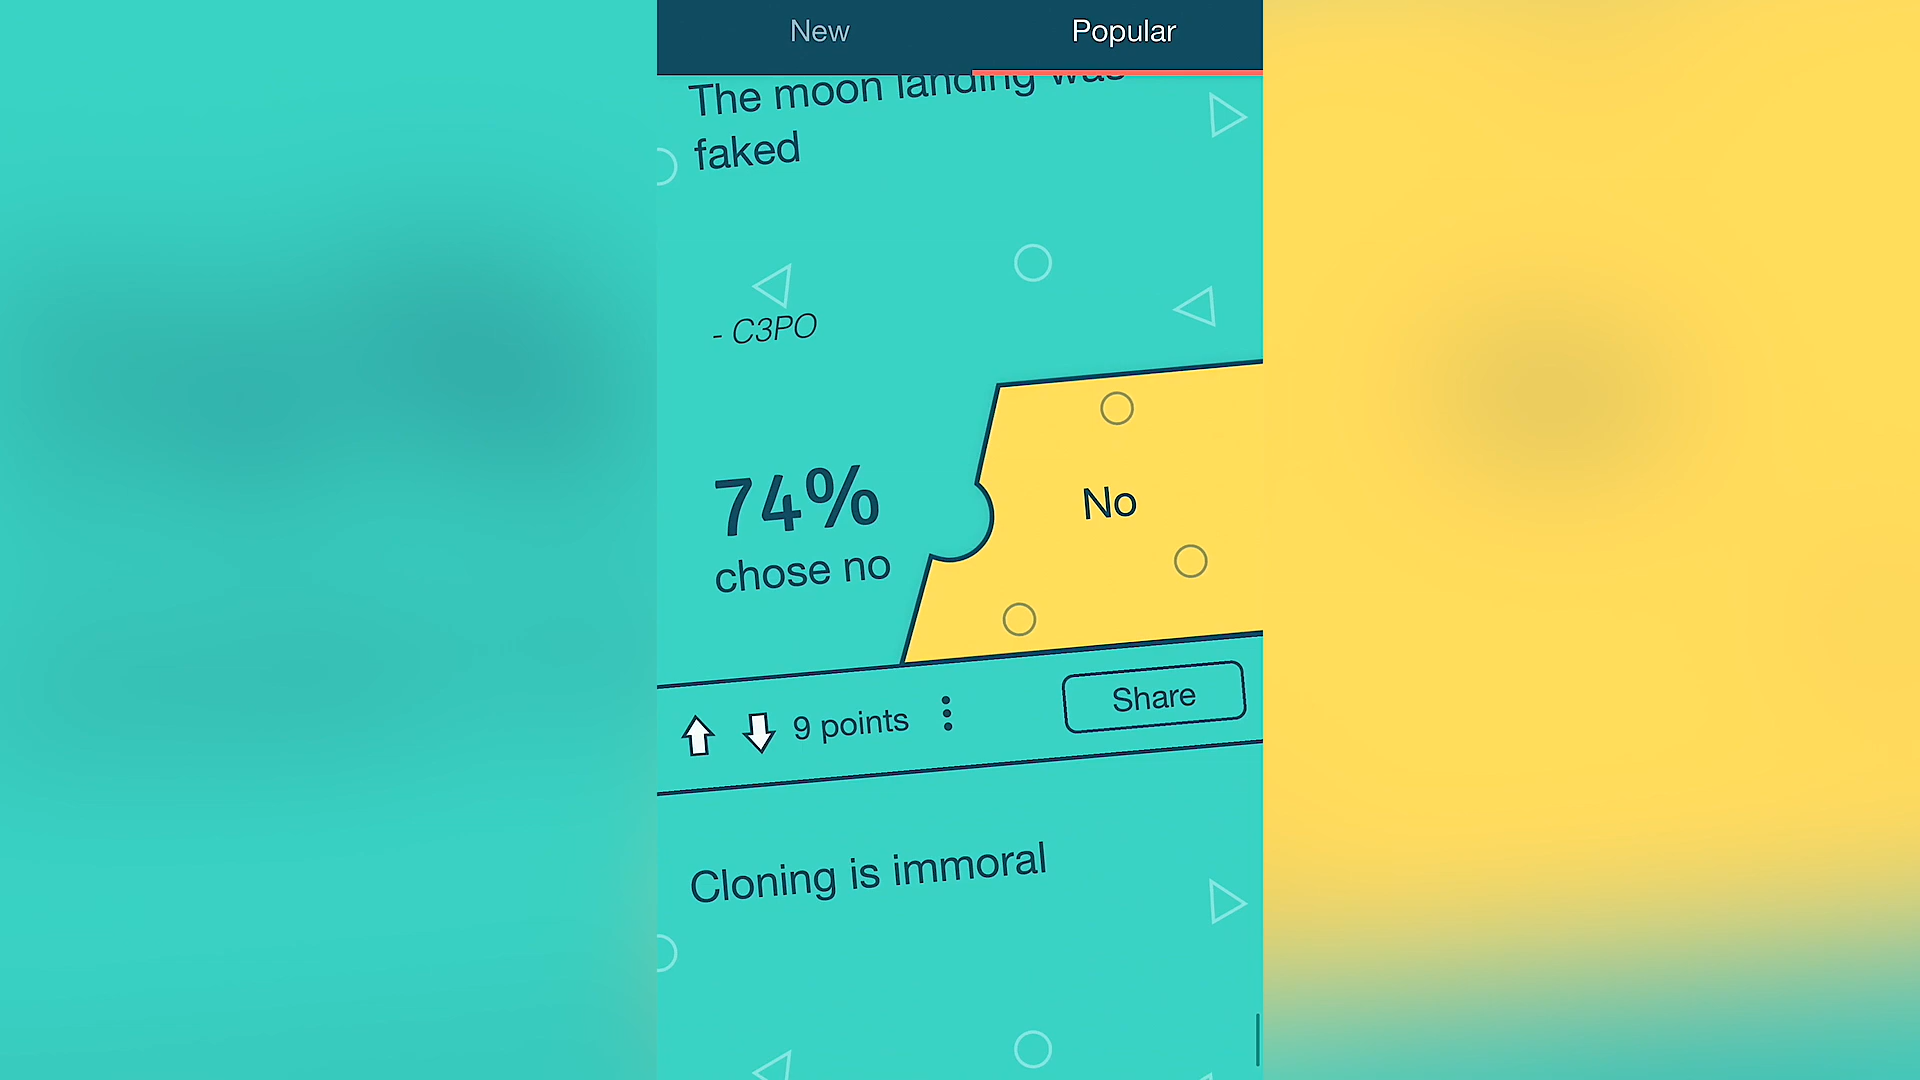 New
Popular
The moon landing was
faked
- C3PO
74%
chose no
No
9 points
Share
Cloning is immoral